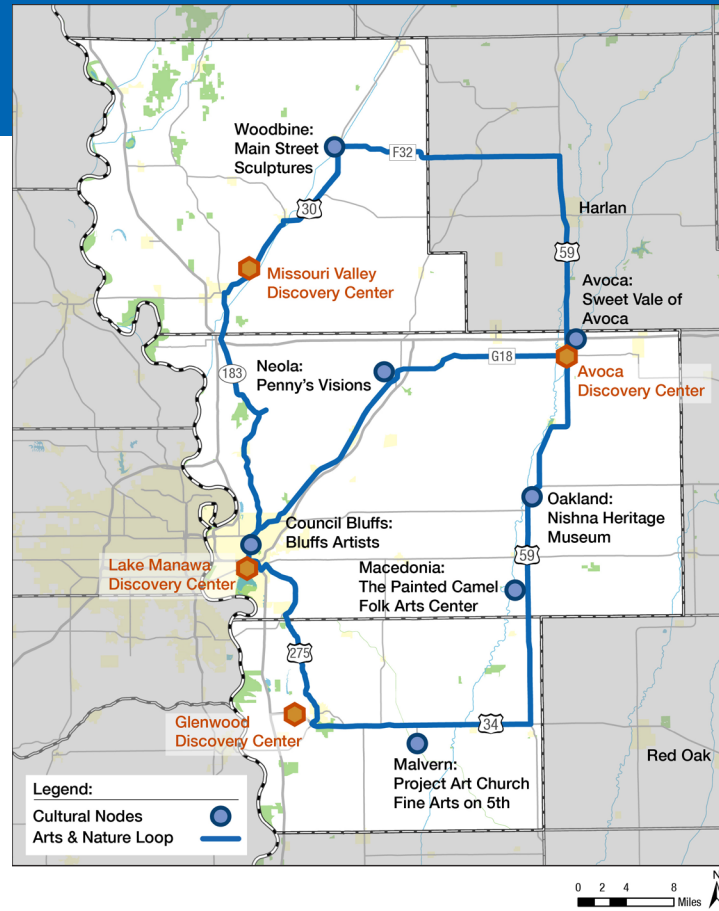 Woodbine:
Main Street
Sculptures
F32
30
Harlan
59
Missouri Valley
Discovery Center
Avoca:
Sweet Vale of
Avoca
183
Neola:
Penny's Visions
G18
Avoca
Discovery Center
Council Bluffs:
Bluffs Artists
Oakland:
Nishna Heritage
Museum
Lake Manawa
Discovery Center
Macedonia:
The Painted Camel
Folk Arts Center
59
275
Glenwood
Discovery Center
34
Malvern:
Project Art Church
Fine Arts on 5th
Red Oak
Legend:
Cultural Nodes
Arts & Nature Loop
N
0 2 4 8
Miles